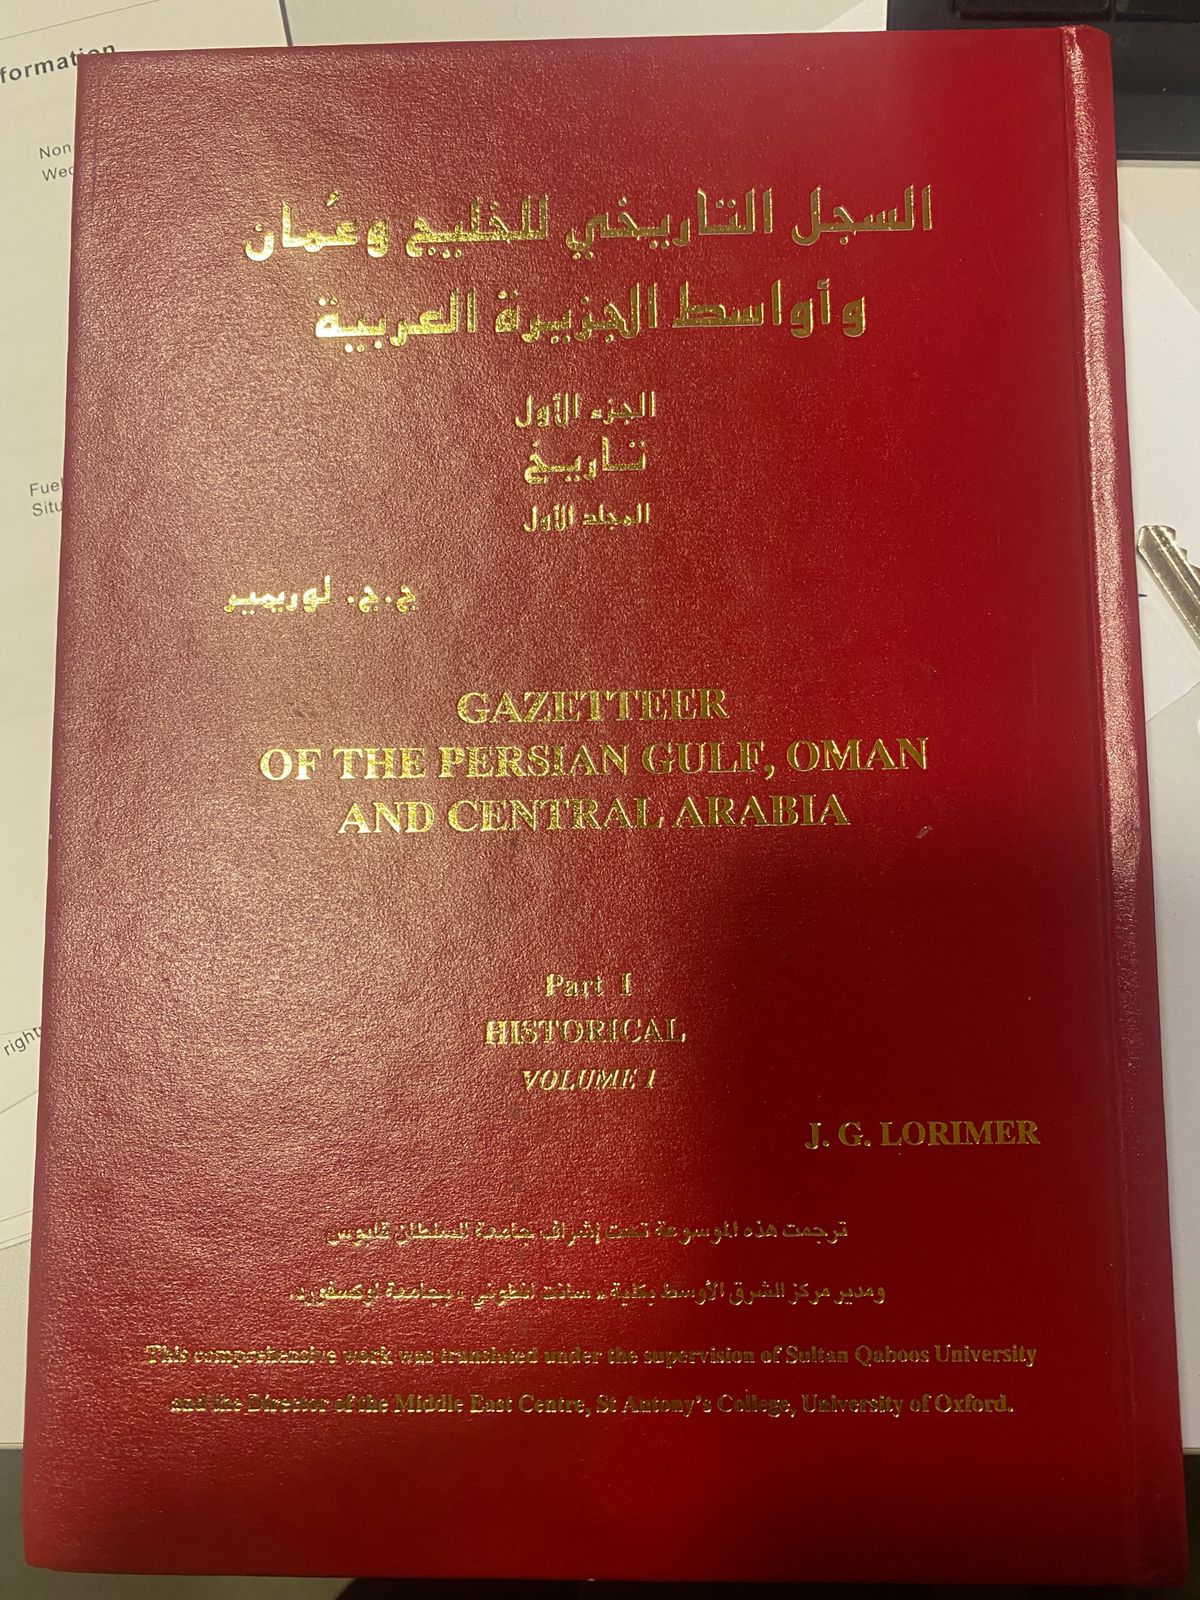 formation
Non-
Wed
Fuel
Situ
right
السجل التاريخي للخليج وعُمان
وأواسط الجزيرة العربية
الجزء الأول
تاريخ
المجلد الأول
ج.ج. لوريمير
GAZETTEER
OF THE PERSIAN GULF, OMAN
AND CENTRAL ARABIA
Part I
HISTORICAL
VOLUME I
J. G. LORIMER
ترجمت هذه الموسوعة تحت إشراف جامعة السلطان قابوس
ومدير مركز الشرق الأوسط بكلية « سانت أنطوني » بجامعة اوكسفورد.
This comprehensive work was translated under the supervision of Sultan Qaboos University
and the Director of the Middle East Centre, St Antony's College, University of Oxford.